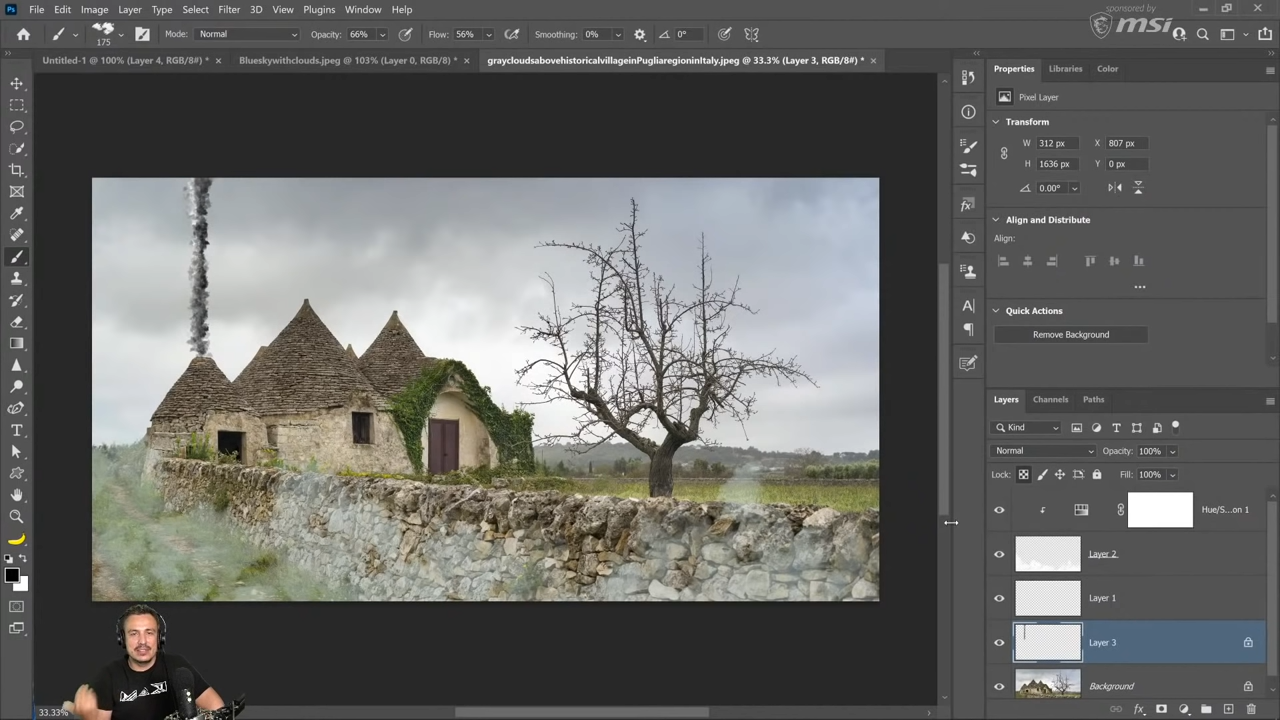 sponsored by
msi
Ps File Edit Image Layer Type Select Filter 3D View Plugins Window Help
175 Mode: Normal Opacity: 66% Flow: 56% Smoothing: 0% 0°
Untitled-1 @ 100% (Layer 4, RGB/8#) * × Blueskywithclouds.jpeg @ 103% (Layer 0, RGB/8) * × graycloudsabovehistoricalvillageinPugliaregioninItaly.jpeg @ 33.3% (Layer 3, RGB/8#) * ×
Properties Libraries Color
Pixel Layer
Transform
W 312 px X 807 px
H 1636 px Y 0 px
0.00°
Align and Distribute
Align:
Quick Actions
Remove Background
Layers Channels Paths
Kind
Normal Opacity: 100%
Lock: Fill: 100%
Hue/S...on 1
Layer 2
Layer 1
Layer 3
Background
33.33%